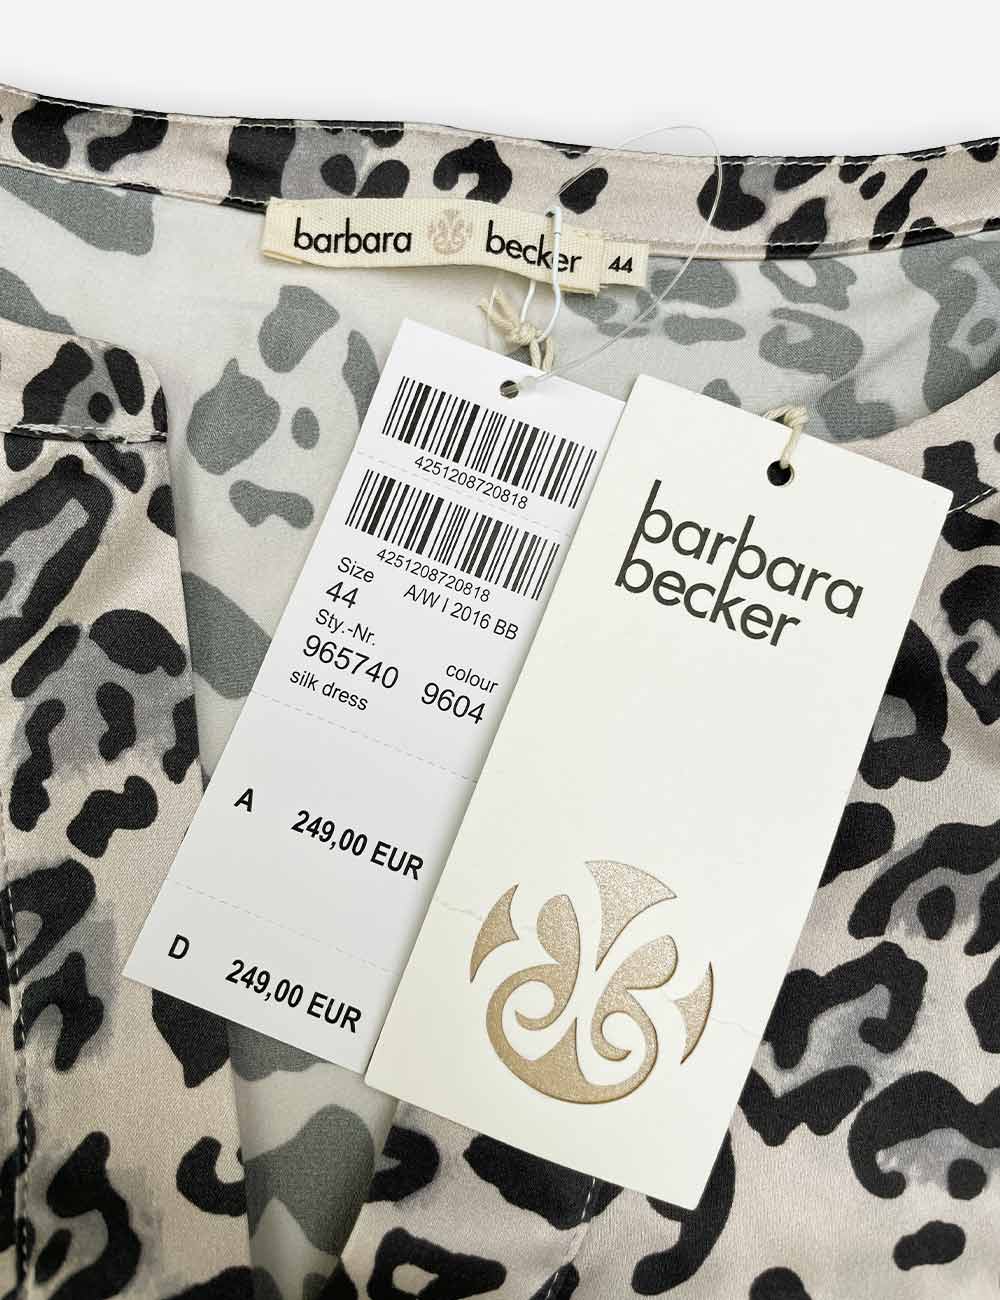 barbara becker 44
4251208720818
4251208720818
Size
A/W I 2016 BB
44
Sty.-Nr.
colour
965740 9604
silk dress
A 249,00 EUR
D 249,00 EUR
barbara
becker